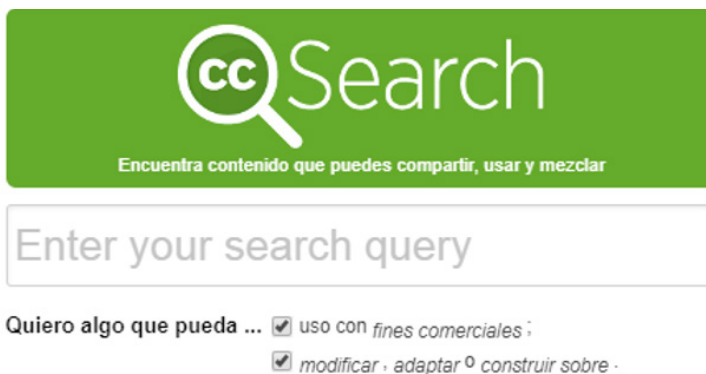 cc Search
Encuentra contenido que puedes compartir, usar y mezclar
Enter your search query
Quiero algo que pueda ... uso con fines comerciales ;
modificar , adaptar o construir sobre .